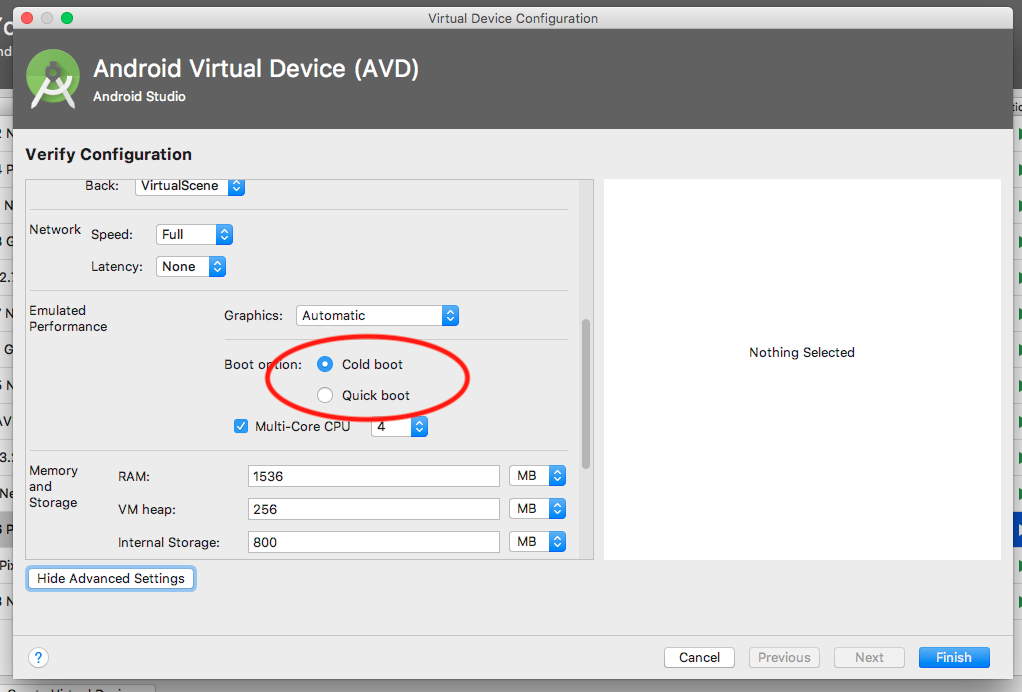 Virtual Device Configuration
Android Virtual Device (AVD)
Android Studio
Verify Configuration
Back: VirtualScene
Network Speed: Full
Latency: None
Emulated Performance
Graphics: Automatic
Boot option: Cold boot
Quick boot
Multi-Core CPU 4
Memory and Storage
RAM: 1536 MB
VM heap: 256 MB
Internal Storage: 800 MB
Nothing Selected
Hide Advanced Settings
?
Cancel Previous Next Finish